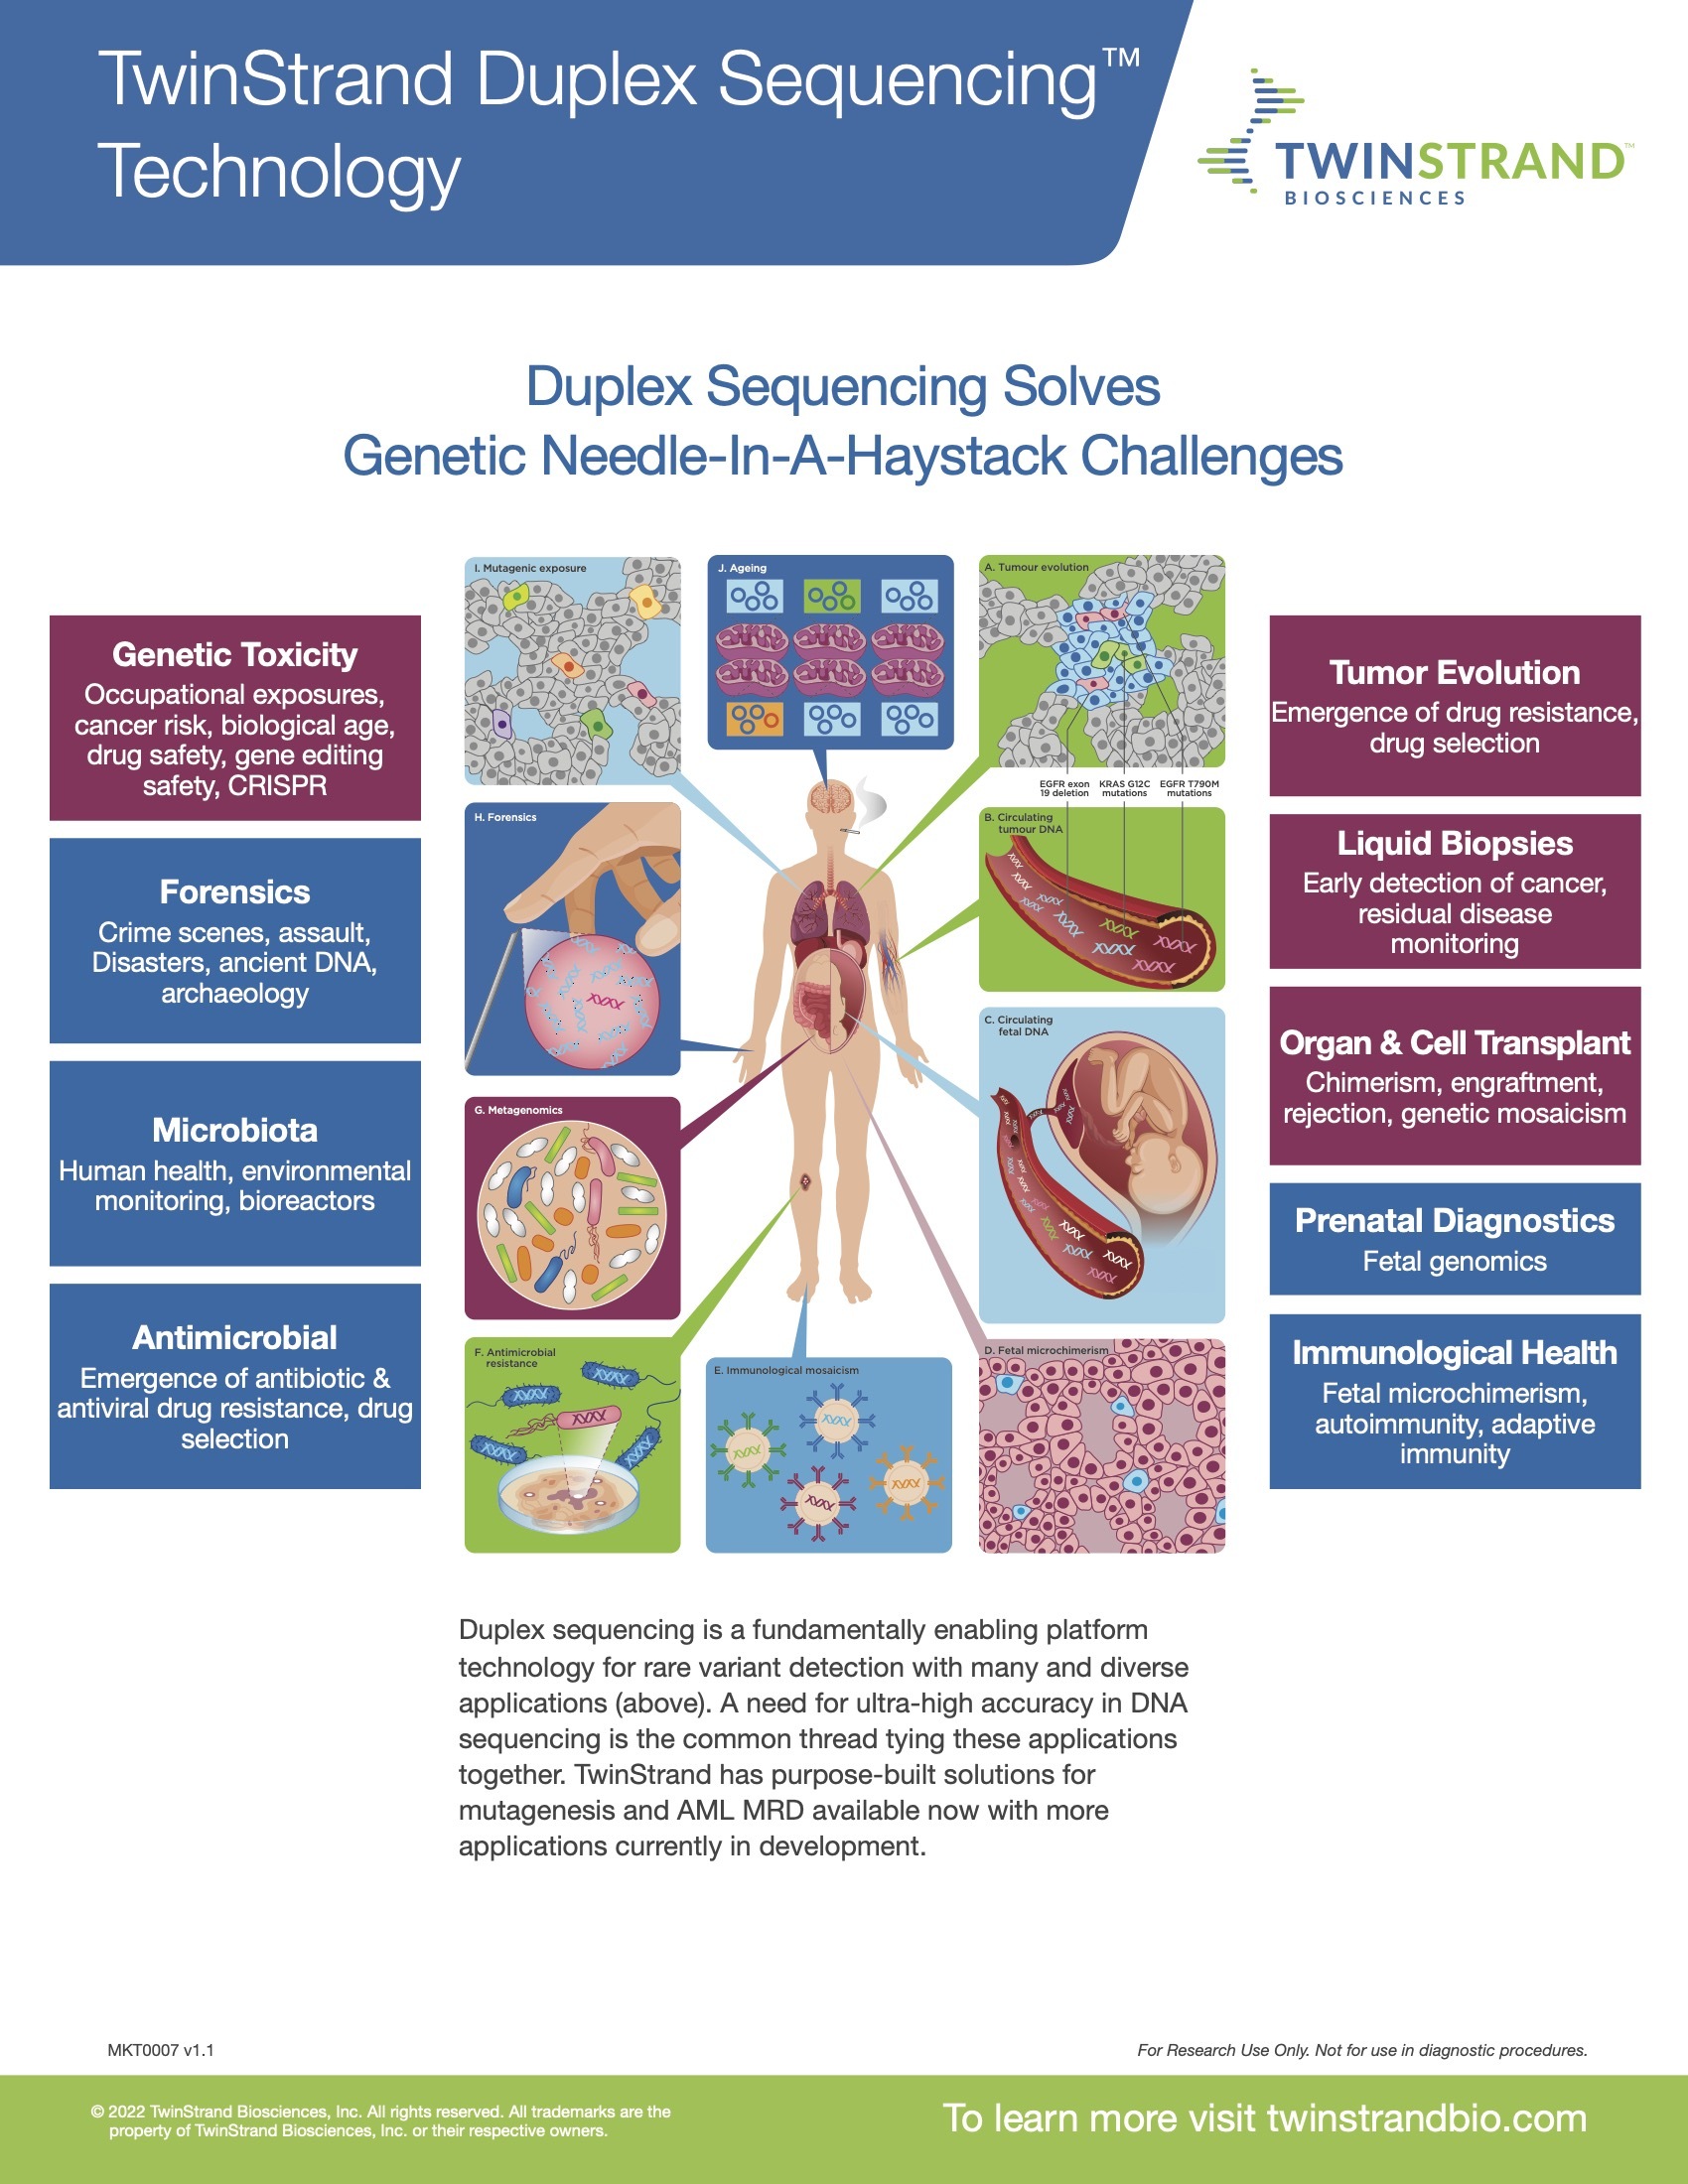 TwinStrand Duplex Sequencing™
Technology
TWINSTRAND™
BIOSCIENCES
Duplex Sequencing Solves
Genetic Needle-In-A-Haystack Challenges
Genetic Toxicity
Occupational exposures,
cancer risk, biological age,
drug safety, gene editing
safety, CRISPR
Forensics
Crime scenes, assault,
Disasters, ancient DNA,
archaeology
Microbiota
Human health, environmental
monitoring, bioreactors
Antimicrobial
Emergence of antibiotic &
antiviral drug resistance, drug
selection
I. Mutagenic exposure
J. Ageing
A. Tumour evolution
EGFR exon
19 deletion
KRAS G12C
mutations
EGFR T790M
mutations
H. Forensics
B. Circulating
tumour DNA
C. Circulating
fetal DNA
G. Metagenomics
F. Antimicrobial
resistance
E. Immunological mosaicism
D. Fetal microchimerism
Tumor Evolution
Emergence of drug resistance,
drug selection
Liquid Biopsies
Early detection of cancer,
residual disease
monitoring
Organ & Cell Transplant
Chimerism, engraftment,
rejection, genetic mosaicism
Prenatal Diagnostics
Fetal genomics
Immunological Health
Fetal microchimerism,
autoimmunity, adaptive
immunity
Duplex sequencing is a fundamentally enabling platform
technology for rare variant detection with many and diverse
applications (above). A need for ultra-high accuracy in DNA
sequencing is the common thread tying these applications
together. TwinStrand has purpose-built solutions for
mutagenesis and AML MRD available now with more
applications currently in development.
MKT0007 v1.1
For Research Use Only. Not for use in diagnostic procedures.
© 2022 TwinStrand Biosciences, Inc. All rights reserved. All trademarks are the
property of TwinStrand Biosciences, Inc. or their respective owners.
To learn more visit twinstrandbio.com